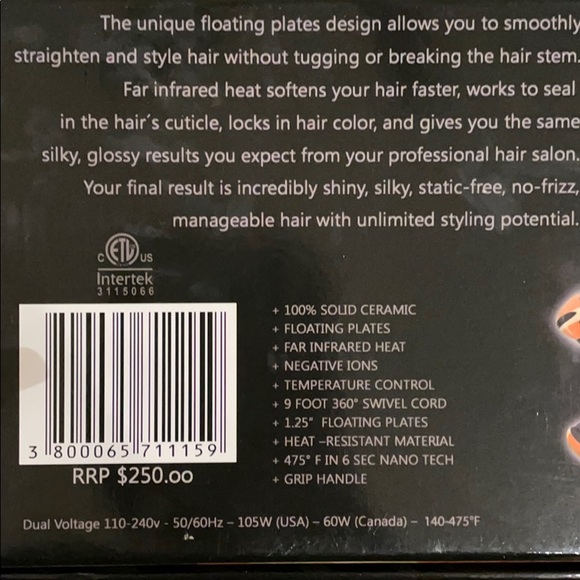 The unique floating plates design allows you to smoothly
straighten and style hair without tugging or breaking the hair stem.
Far infrared heat softens your hair faster, works to seal
in the hair´s cuticle, locks in hair color, and gives you the same
silky, glossy results you expect from your professional hair salon.
Your final result is incredibly shiny, silky, static-free, no-frizz,
manageable hair with unlimited styling potential.
C ETL US
Intertek
3115066
+ 100% SOLID CERAMIC
+ FLOATING PLATES
+ FAR INFRARED HEAT
+ NEGATIVE IONS
+ TEMPERATURE CONTROL
+ 9 FOOT 360° SWIVEL CORD
+ 1.25" FLOATING PLATES
+ HEAT –RESISTANT MATERIAL
+ 475° F IN 6 SEC NANO TECH
+ GRIP HANDLE
3 800065 711159
RRP $250.00
Dual Voltage 110-240v - 50/60Hz – 105W (USA) – 60W (Canada) – 140-475°F